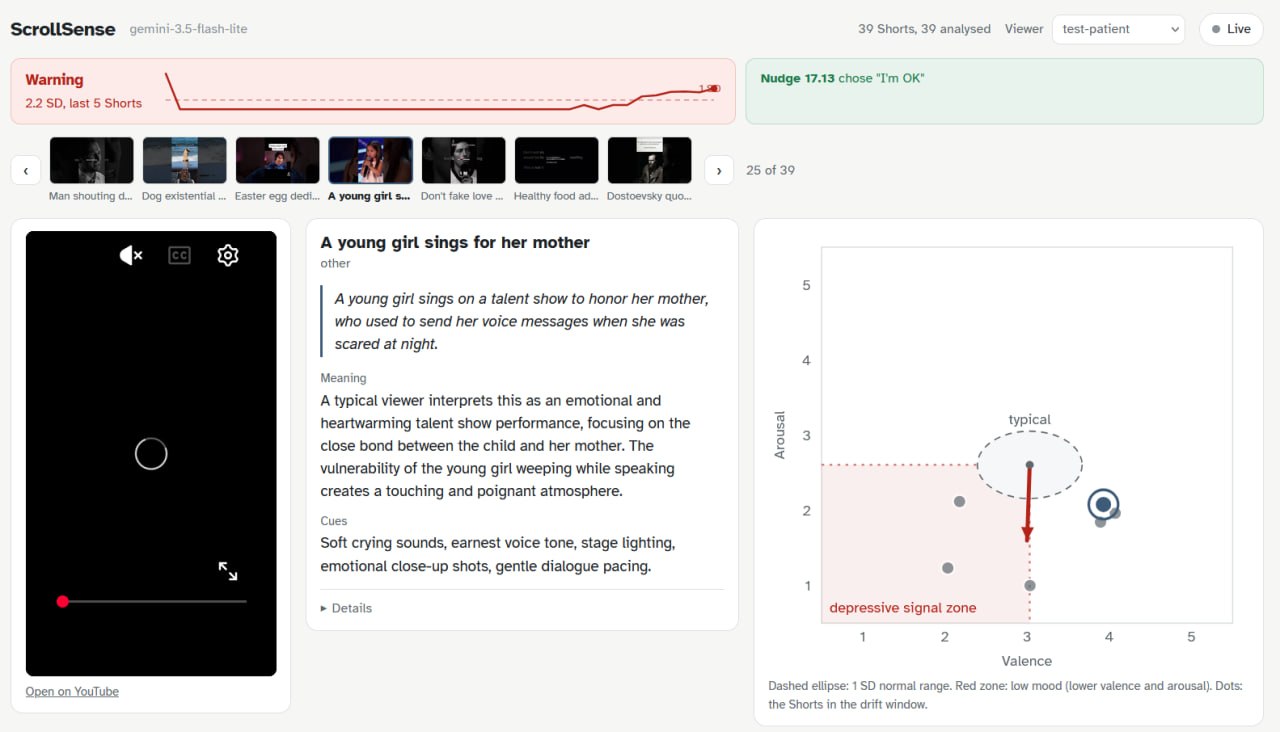 ScrollSense gemini-3.5-flash-lite
39 Shorts, 39 analysed Viewer test-patient Live
Warning
2.2 SD, last 5 Shorts
Nudge 17.13 chose "I'm OK"
Man shouting d... Dog existential ... Easter egg dedi... A young girl s... Don't fake love ... Healthy food ad... Dostoevsky quo...
25 of 39
CC
Open on YouTube
A young girl sings for her mother
other
A young girl sings on a talent show to honor her mother,
who used to send her voice messages when she was
scared at night.
Meaning
A typical viewer interprets this as an emotional and
heartwarming talent show performance, focusing on the
close bond between the child and her mother. The
vulnerability of the young girl weeping while speaking
creates a touching and poignant atmosphere.
Cues
Soft crying sounds, earnest voice tone, stage lighting,
emotional close-up shots, gentle dialogue pacing.
Details
5
4
3
2
1
Arousal
typical
depressive signal zone
1 2 3 4 5
Valence
Dashed ellipse: 1 SD normal range. Red zone: low mood (lower valence and arousal). Dots:
the Shorts in the drift window.